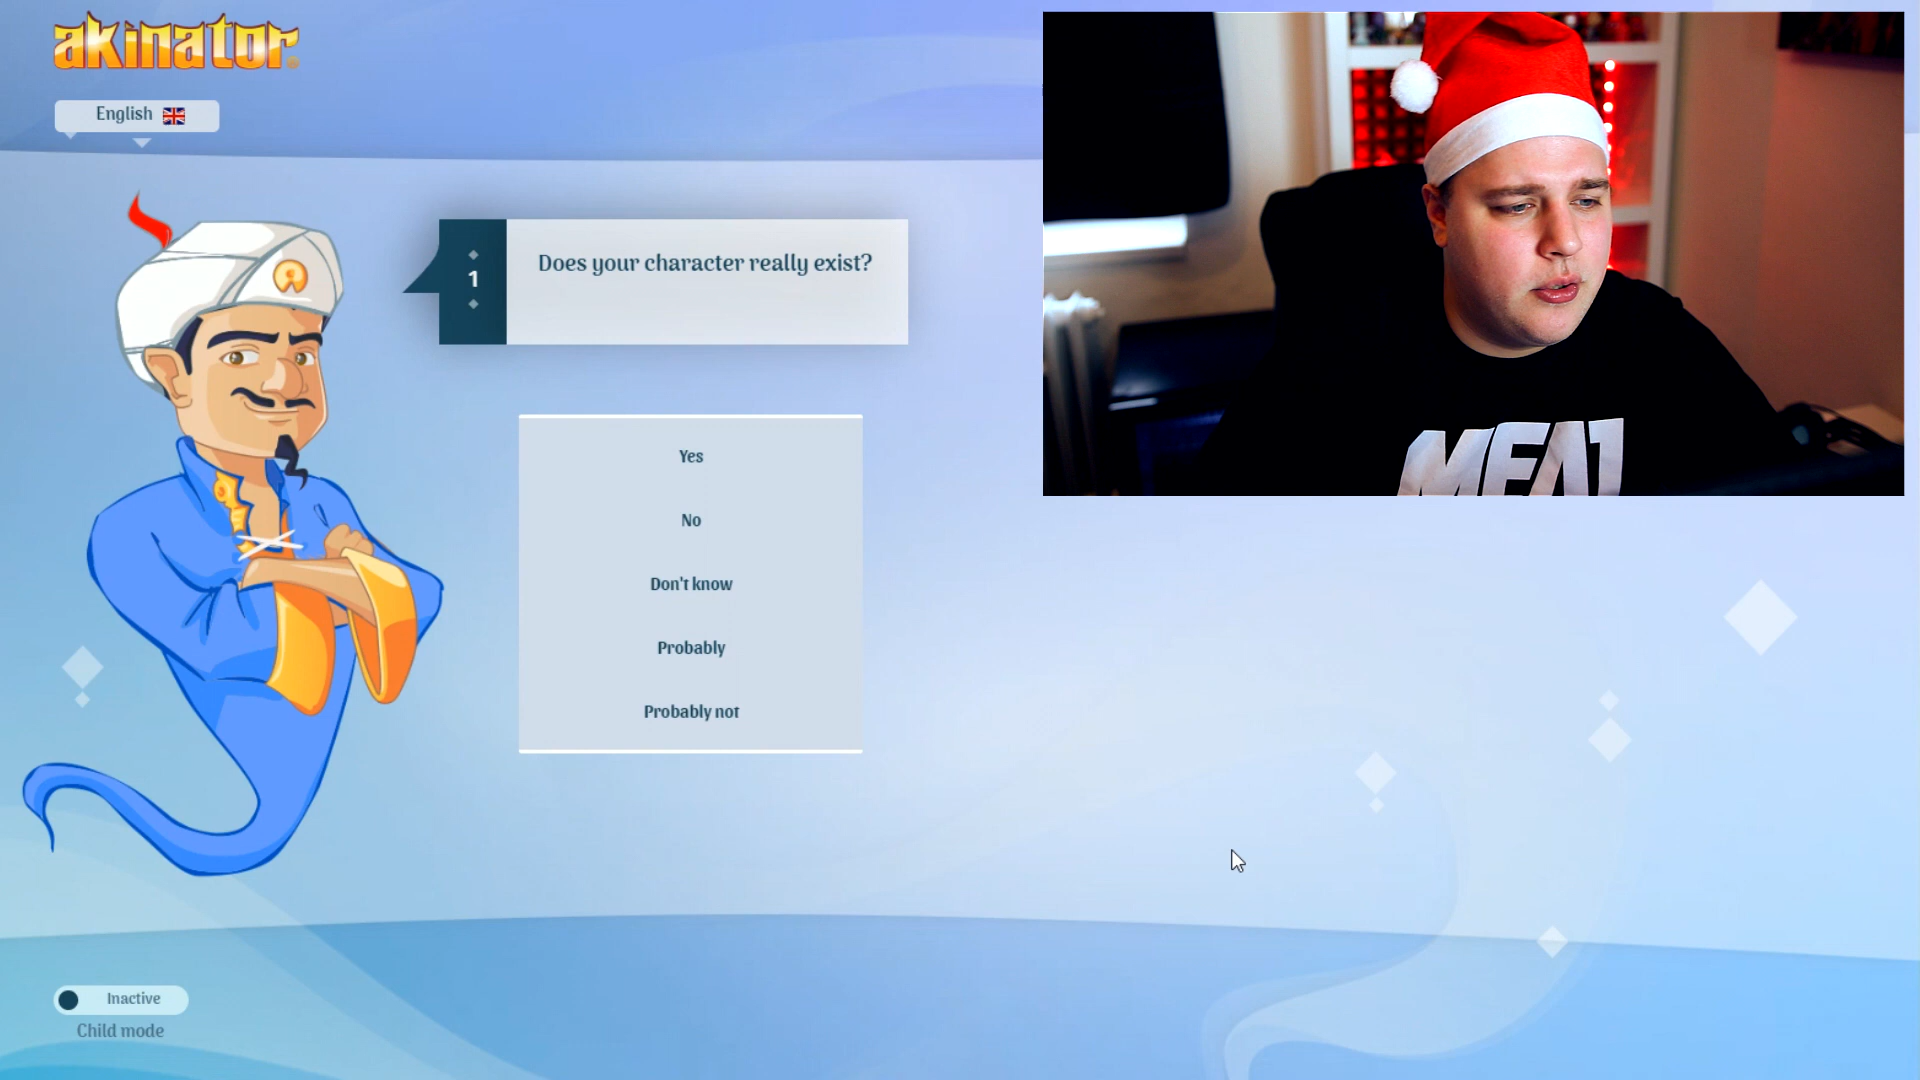 akinator
English
1
Does your character really exist?
Yes
No
Don't know
Probably
Probably not
Inactive
Child mode